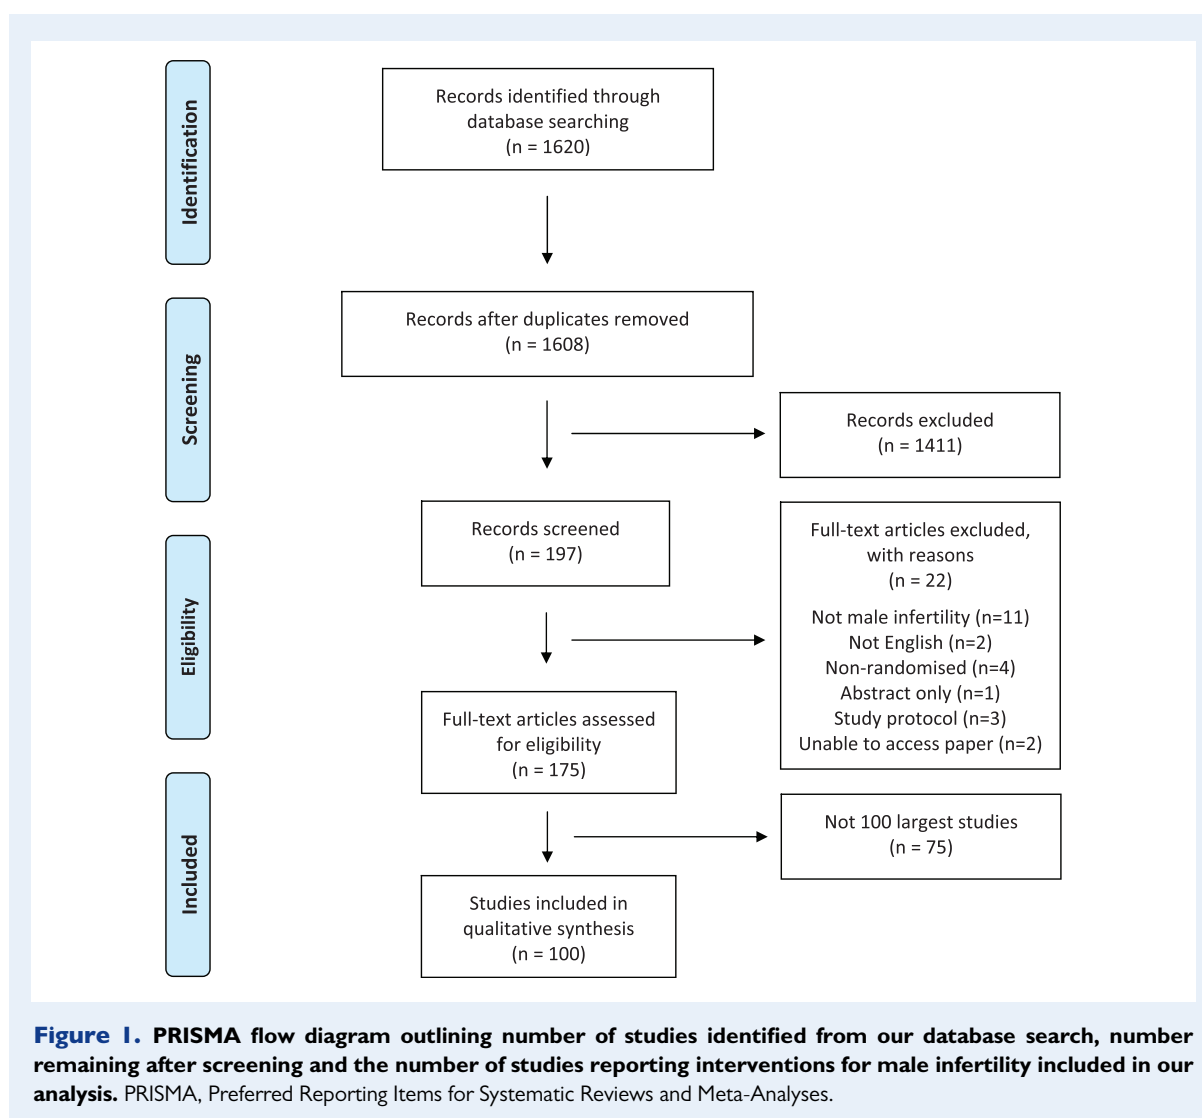 Identification
Records identified through
database searching
(n = 1620)
Screening
Records after duplicates removed
(n = 1608)
Records excluded
(n = 1411)
Records screened
(n = 197)
Eligibility
Full-text articles excluded,
with reasons
(n = 22)
Not male infertility (n=11)
Not English (n=2)
Non-randomised (n=4)
Abstract only (n=1)
Study protocol (n=3)
Unable to access paper (n=2)
Full-text articles assessed
for eligibility
(n = 175)
Included
Not 100 largest studies
(n = 75)
Studies included in
qualitative synthesis
(n = 100)
Figure 1. PRISMA flow diagram outlining number of studies identified from our database search, number
remaining after screening and the number of studies reporting interventions for male infertility included in our
analysis. PRISMA, Preferred Reporting Items for Systematic Reviews and Meta-Analyses.